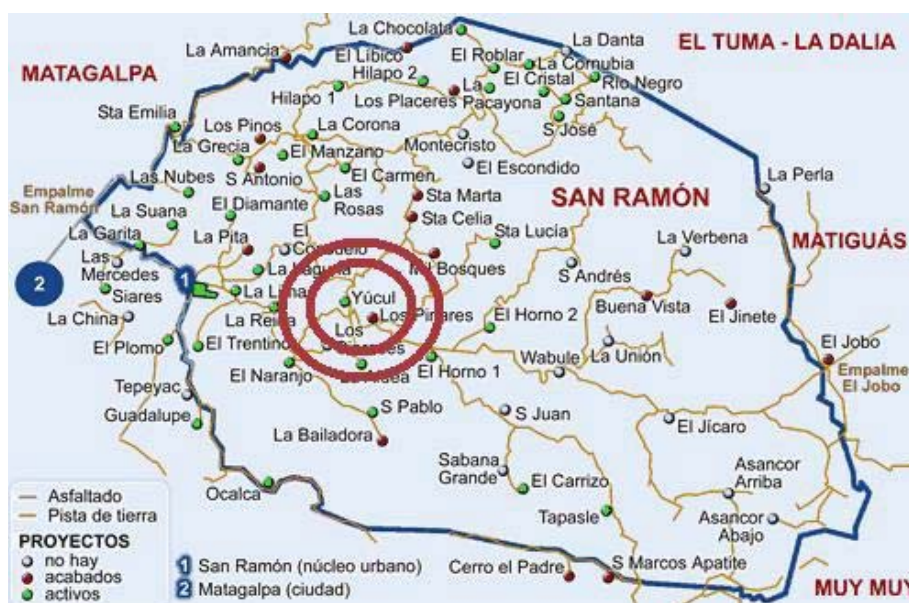 La Chocolata
La Amancia
El Líbico
El Roblar
La Danta
EL TUMA - LA DALIA
MATAGALPA
La Cornubia
Hilapo 2
El Cristal
Río Negro
Hilapo 1
Los Placeres
La
Pacayona
Santana
Sta Emilia
Los Pinos
La Corona
S José
La Grecia
El Manzano
Montecristo
S Antonio
El Carmen
El Escondido
Las Nubes
Empalme
San Ramón
Las
Rosas
Sta Marta
La Perla
La Suana
El Diamante
Sta Celia
SAN RAMÓN
La Garita
La Pita
El
Sta Lucía
La Verbena
MATIGUÁS
Las
Mercedes
La Laguna
Mil Bosques
S Andrés
2
1
Siares
La Lima
Yúcul
Buena Vista
La China
La Reina
Los Pinares
El Horno 2
El Jinete
El Plomo
El Trentino
Los
Wabule
La Unión
El Jobo
Empalme
El Jobo
El Naranjo
El Horno 1
Tepeyac
Guadalupe
S Pablo
S Juan
El Jícaro
La Bailadora
Sabana
Grande
El Carrizo
Asancor
Arriba
Ocalca
Tapasle
Asancor
Abajo
Asfaltado
Pista de tierra
PROYECTOS
no hay
acabados
activos
1 San Ramón (núcleo urbano)
2 Matagalpa (ciudad)
Cerro el Padre
S Marcos Apatite
MUY MUY